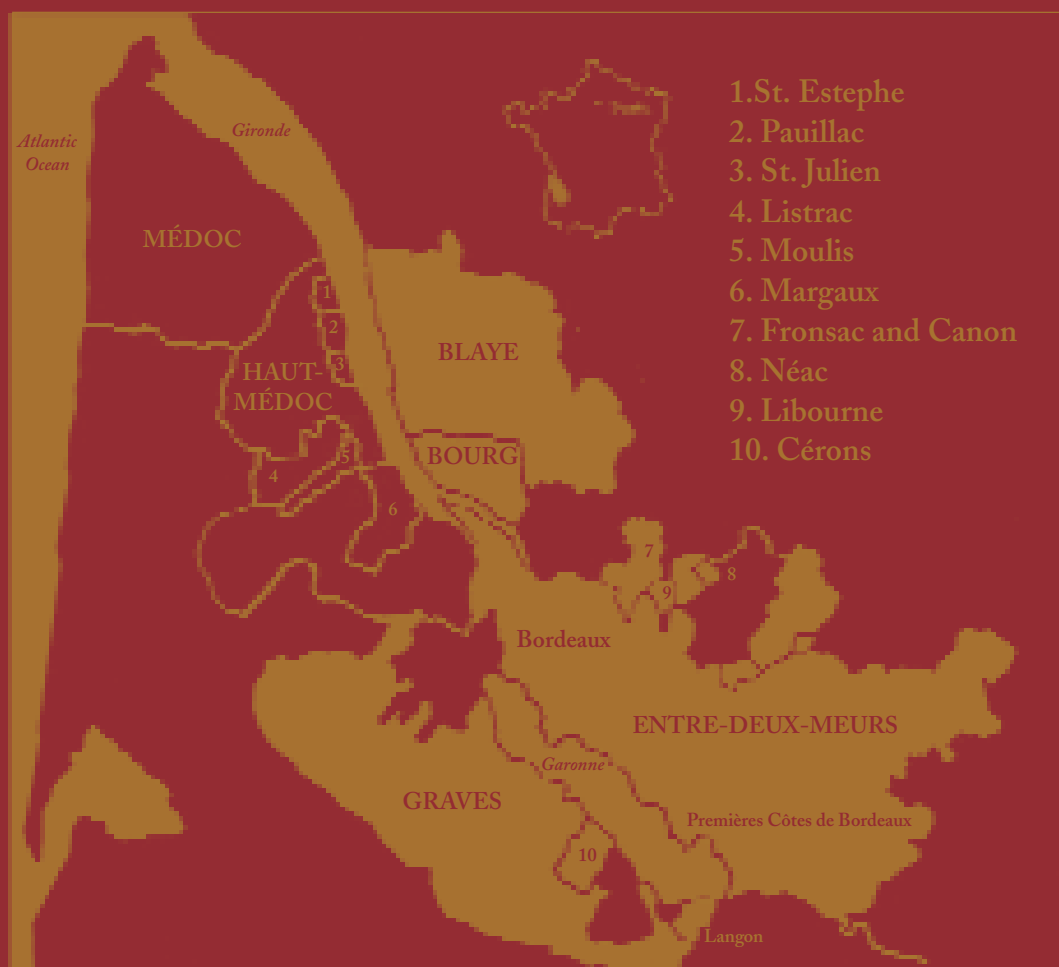 1.St. Estephe
2. Pauillac
3. St. Julien
4. Listrac
5. Moulis
6. Margaux
7. Fronsac and Canon
8. Néac
9. Libourne
10. Cérons
Atlantic
Ocean
Gironde
MÉDOC
1
2
3
BLAYE
HAUT-
MÉDOC
BOURG
5
4
6
7
8
9
Bordeaux
ENTRE-DEUX-MEURS
Garonne
GRAVES
Premières Côtes de Bordeaux
10
Langon